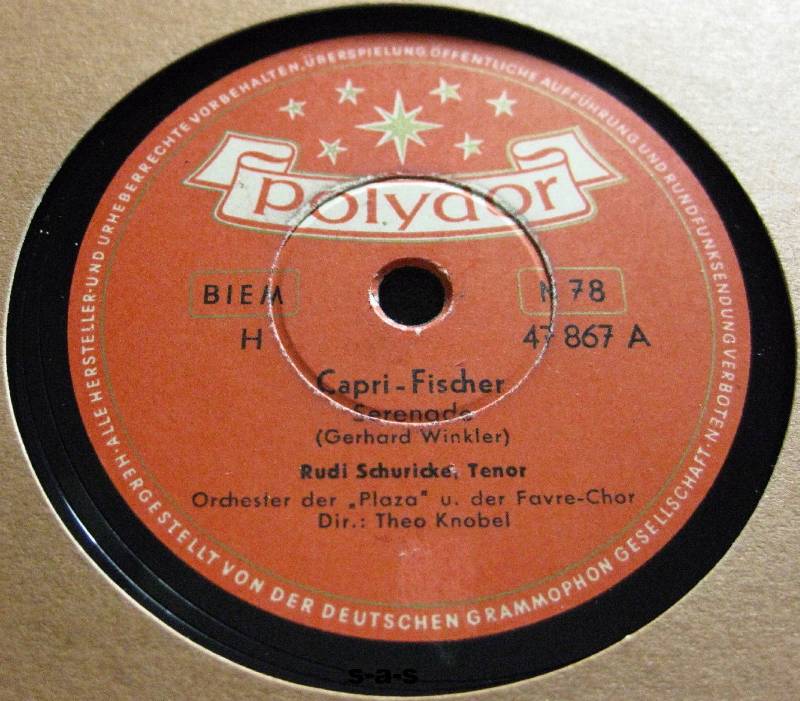 ALLE HERSTELLER- UND URHEBERRECHTE VORBEHALTEN, ÜBERSPIELUNG ÖFFENTLICHE AUFFÜHRUNG UND RUNDFUNKSENDUNG VERBOTEN·
polydor
BIEM
N 78
H
47 867 A
Capri-Fischer
Serenade
(Gerhard Winkler)
Rudi Schuricke, Tenor
Orchester der „Plaza" u. der Favre-Chor
Dir.: Theo Knobel
HERGESTELLT VON DER DEUTSCHEN GRAMMOPHON GESELLSCHAFT·
s-a-s